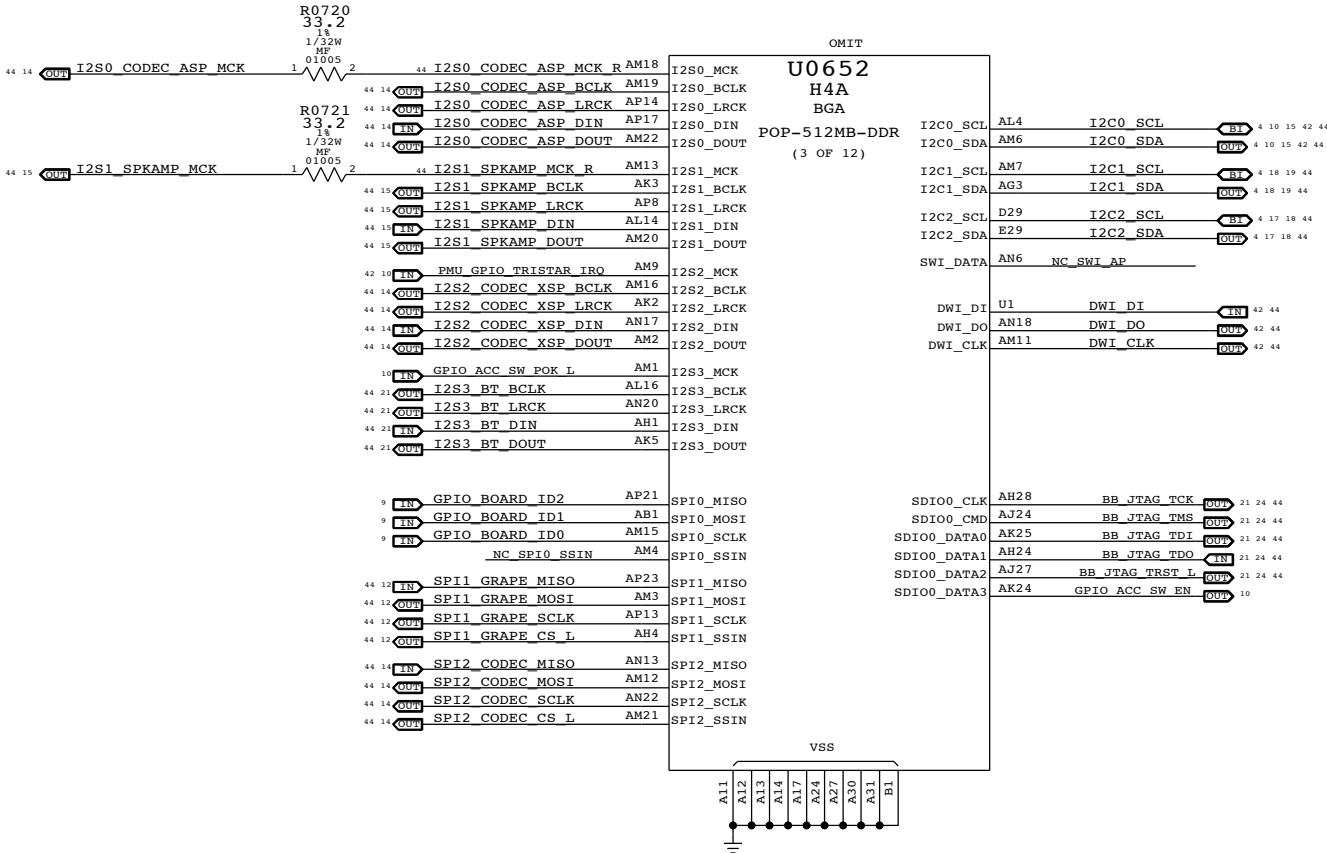 R0720
33.2
1%
1/32W
MF
01005
44 14 OUT I2S0_CODEC_ASP_MCK 1 2 44 I2S0_CODEC_ASP_MCK_R AM18 I2S0_MCK
OMIT
U0652
H4A
BGA
POP-512MB-DDR
(3 OF 12)
44 14 OUT I2S0_CODEC_ASP_BCLK AM19 I2S0_BCLK
44 14 OUT I2S0_CODEC_ASP_LRCK AP14 I2S0_LRCK
44 14 IN I2S0_CODEC_ASP_DIN AP17 I2S0_DIN
44 14 OUT I2S0_CODEC_ASP_DOUT AM22 I2S0_DOUT
R0721
33.2
1%
1/32W
MF
01005
44 15 OUT I2S1_SPKAMP_MCK 1 2 44 I2S1_SPKAMP_MCK_R AM13 I2S1_MCK
44 15 OUT I2S1_SPKAMP_BCLK AK3 I2S1_BCLK
44 15 OUT I2S1_SPKAMP_LRCK AP8 I2S1_LRCK
44 15 IN I2S1_SPKAMP_DIN AL14 I2S1_DIN
44 15 OUT I2S1_SPKAMP_DOUT AM20 I2S1_DOUT
42 10 IN PMU_GPIO_TRISTAR_IRQ AM9 I2S2_MCK
44 14 OUT I2S2_CODEC_XSP_BCLK AM16 I2S2_BCLK
44 14 OUT I2S2_CODEC_XSP_LRCK AK2 I2S2_LRCK
44 14 IN I2S2_CODEC_XSP_DIN AN17 I2S2_DIN
44 14 OUT I2S2_CODEC_XSP_DOUT AM2 I2S2_DOUT
10 IN GPIO_ACC_SW_POK_L AM1 I2S3_MCK
44 21 OUT I2S3_BT_BCLK AL16 I2S3_BCLK
44 21 OUT I2S3_BT_LRCK AN20 I2S3_LRCK
44 21 IN I2S3_BT_DIN AH1 I2S3_DIN
44 21 OUT I2S3_BT_DOUT AK5 I2S3_DOUT
9 IN GPIO_BOARD_ID2 AP21 SPI0_MISO
9 IN GPIO_BOARD_ID1 AB1 SPI0_MOSI
9 IN GPIO_BOARD_ID0 AM15 SPI0_SCLK
NC_SPI0_SSIN AM4 SPI0_SSIN
44 12 IN SPI1_GRAPE_MISO AP23 SPI1_MISO
44 12 OUT SPI1_GRAPE_MOSI AM3 SPI1_MOSI
44 12 OUT SPI1_GRAPE_SCLK AP13 SPI1_SCLK
44 12 OUT SPI1_GRAPE_CS_L AH4 SPI1_SSIN
44 14 IN SPI2_CODEC_MISO AN13 SPI2_MISO
44 14 OUT SPI2_CODEC_MOSI AM12 SPI2_MOSI
44 14 OUT SPI2_CODEC_SCLK AN22 SPI2_SCLK
44 14 OUT SPI2_CODEC_CS_L AM21 SPI2_SSIN
I2C0_SCL AL4 I2C0_SCL BI 4 10 15 42 44
I2C0_SDA AM6 I2C0_SDA OUT 4 10 15 42 44
I2C1_SCL AM7 I2C1_SCL BI 4 18 19 44
I2C1_SDA AG3 I2C1_SDA OUT 4 18 19 44
I2C2_SCL D29 I2C2_SCL BI 4 17 18 44
I2C2_SDA E29 I2C2_SDA OUT 4 17 18 44
SWI_DATA AN6 NC_SWI_AP
DWI_DI U1 DWI_DI IN 42 44
DWI_DO AN18 DWI_DO OUT 42 44
DWI_CLK AM11 DWI_CLK OUT 42 44
SDIO0_CLK AH28 BB_JTAG_TCK OUT 21 24 44
SDIO0_CMD AJ24 BB_JTAG_TMS OUT 21 24 44
SDIO0_DATA0 AK25 BB_JTAG_TDI OUT 21 24 44
SDIO0_DATA1 AH24 BB_JTAG_TDO IN 21 24 44
SDIO0_DATA2 AJ27 BB_JTAG_TRST_L OUT 21 24 44
SDIO0_DATA3 AK24 GPIO_ACC_SW_EN OUT 10
VSS
A11 A12 A13 A14 A17 A24 A27 A30 A31 B1